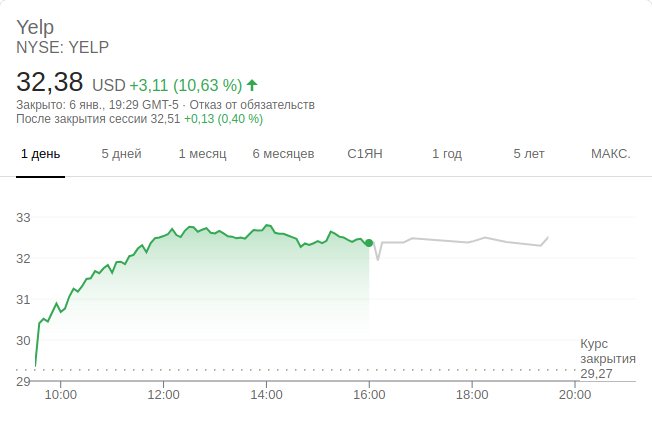 Yelp
NYSE: YELP
32,38 USD +3,11 (10,63 %)
Закрыто: 6 янв., 19:29 GMT-5 · Отказ от обязательств
После закрытия сессии 32,51 +0,13 (0,40 %)
1 день 5 дней 1 месяц 6 месяцев С1ЯН 1 год 5 лет МАКС.
33
32
31
30
29
Курс
закрытия
29,27
10:00 12:00 14:00 16:00 18:00 20:00